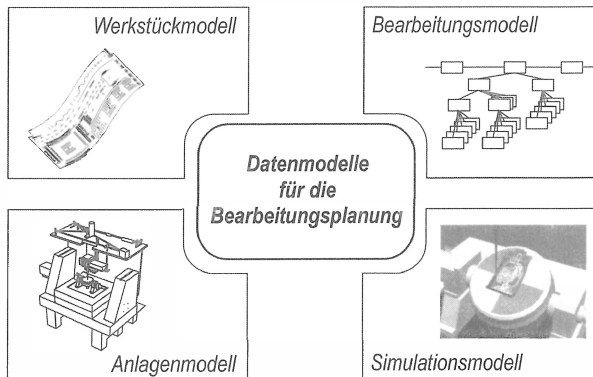 Werkstückmodell
Bearbeitungsmodell
Datenmodelle
für die
Bearbeitungsplanung
Anlagenmodell
Simulationsmodell